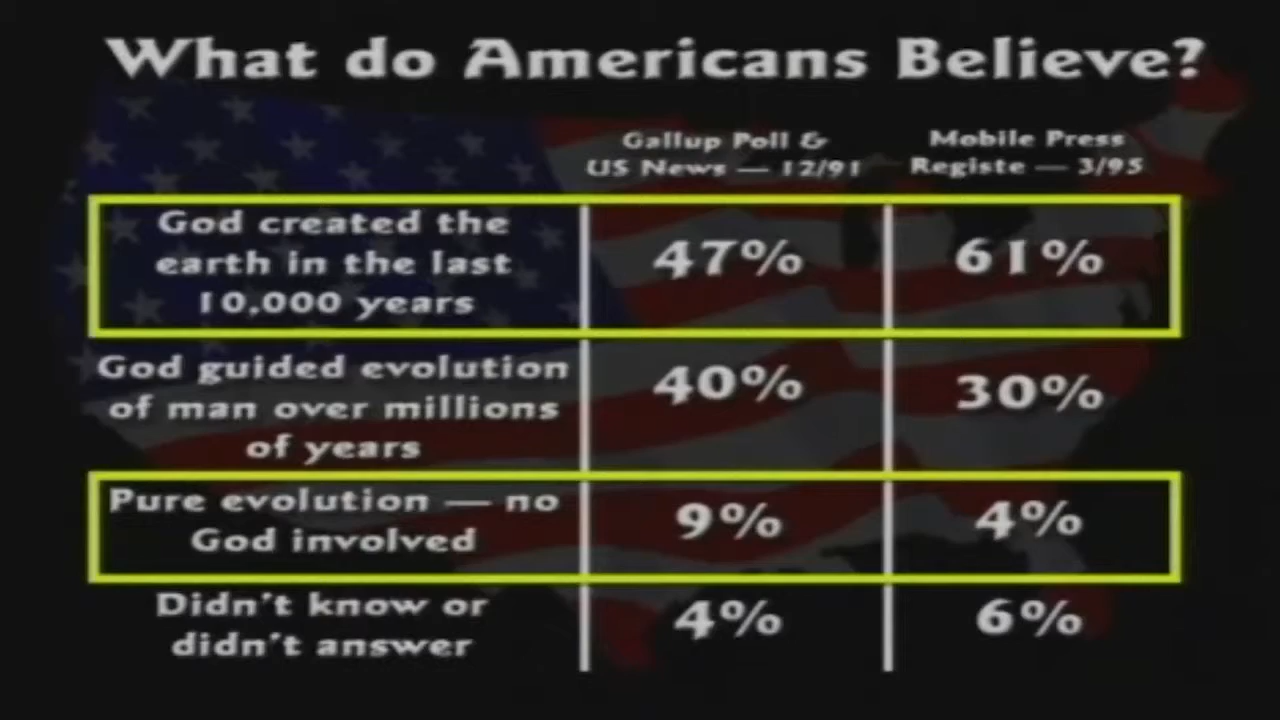 What do Americans Believe?
Gallup Poll &
US News — 12/91
Mobile Press
Registe — 3/95
God created the
earth in the last
10,000 years
47%
61%
God guided evolution
of man over millions
of years
40%
30%
Pure evolution — no
God involved
9%
4%
Didn't know or
didn't answer
4%
6%